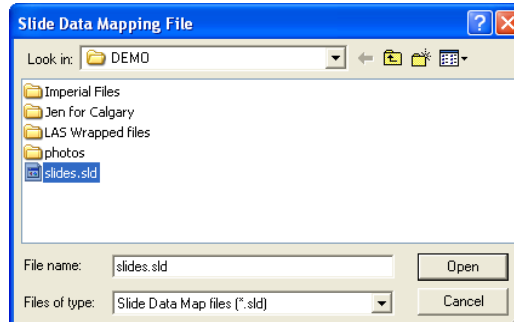 Slide Data Mapping File
Look in: DEMO
Imperial Files
Jen for Calgary
LAS Wrapped files
photos
slides.sld
File name: slides.sld Open
Files of type: Slide Data Map files (*.sld) Cancel